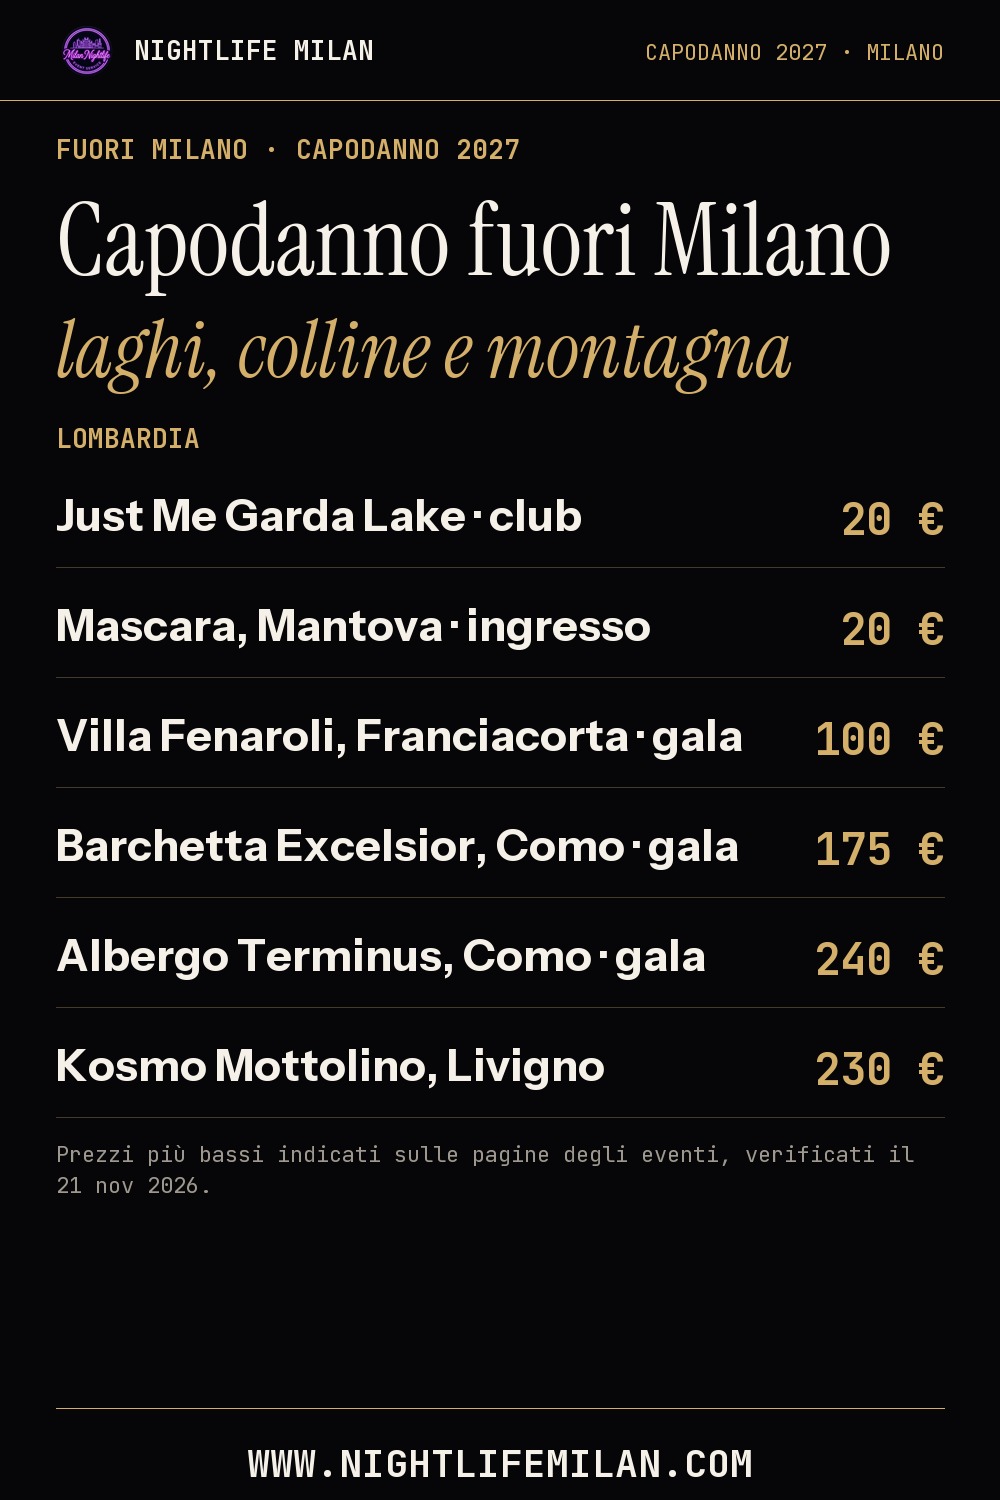 Milan Nightlife
NIGHTLIFE MILAN
CAPODANNO 2027 · MILANO
FUORI MILANO · CAPODANNO 2027
Capodanno fuori Milano
laghi, colline e montagna
LOMBARDIA
Just Me Garda Lake · club 20 €
Mascara, Mantova · ingresso 20 €
Villa Fenaroli, Franciacorta · gala 100 €
Barchetta Excelsior, Como · gala 175 €
Albergo Terminus, Como · gala 240 €
Kosmo Mottolino, Livigno 230 €
Prezzi più bassi indicati sulle pagine degli eventi, verificati il
21 nov 2026.
WWW.NIGHTLIFEMILAN.COM